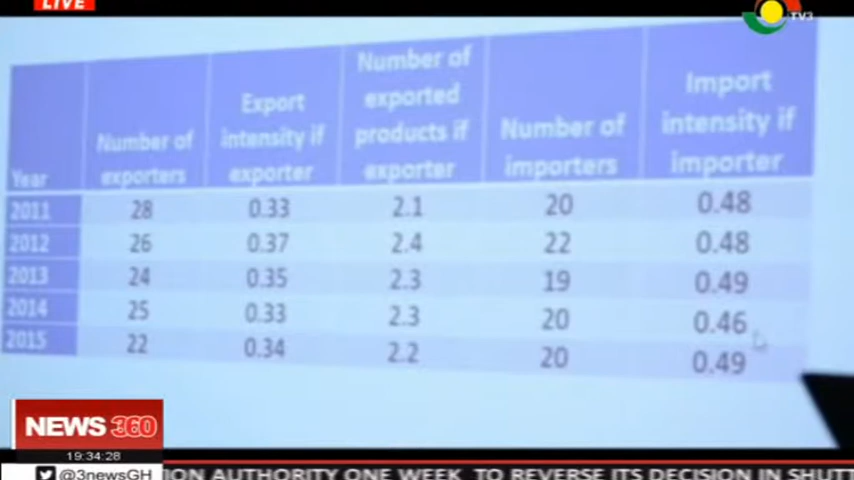 LIVE
TV3
Year
Number of
exporters
Export
intensity if
exporter
Number of
exported
products if
exporter
Number of
importers
Import
intensity if
importer
2011 28 0.33 2.1 20 0.48
2012 26 0.37 2.4 22 0.48
2013 24 0.35 2.3 19 0.49
2014 25 0.33 2.3 20 0.46
2015 22 0.34 2.2 20 0.49
NEWS 360
19:34:28
@3newsGH
ION AUTHORITY ONE WEEK TO REVERSE ITS DECISION IN SHUTT